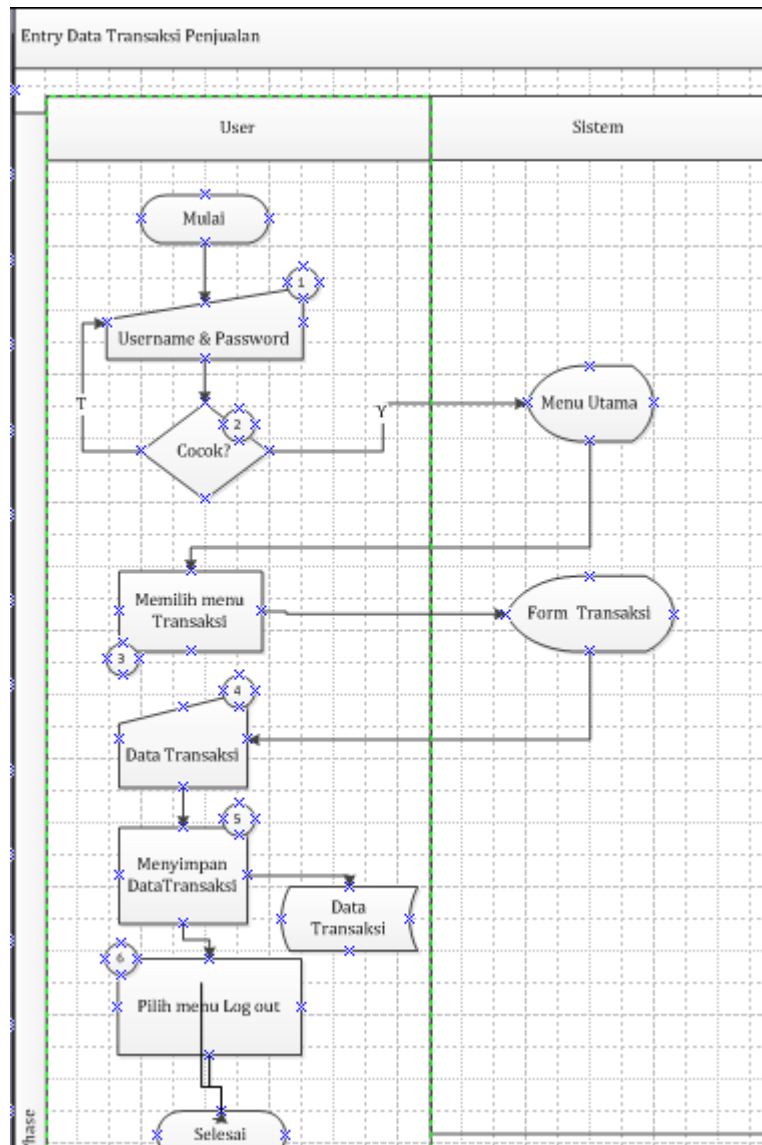 Entry Data Transaksi Penjualan
User
Sistem
Mulai
1
Username & Password
T
2
Cocok?
Y
Menu Utama
Memilih menu
Transaksi
3
Form Transaksi
4
Data Transaksi
5
Menyimpan
DataTransaksi
Data
Transaksi
6
Pilih menu Log out
Selesai
hase